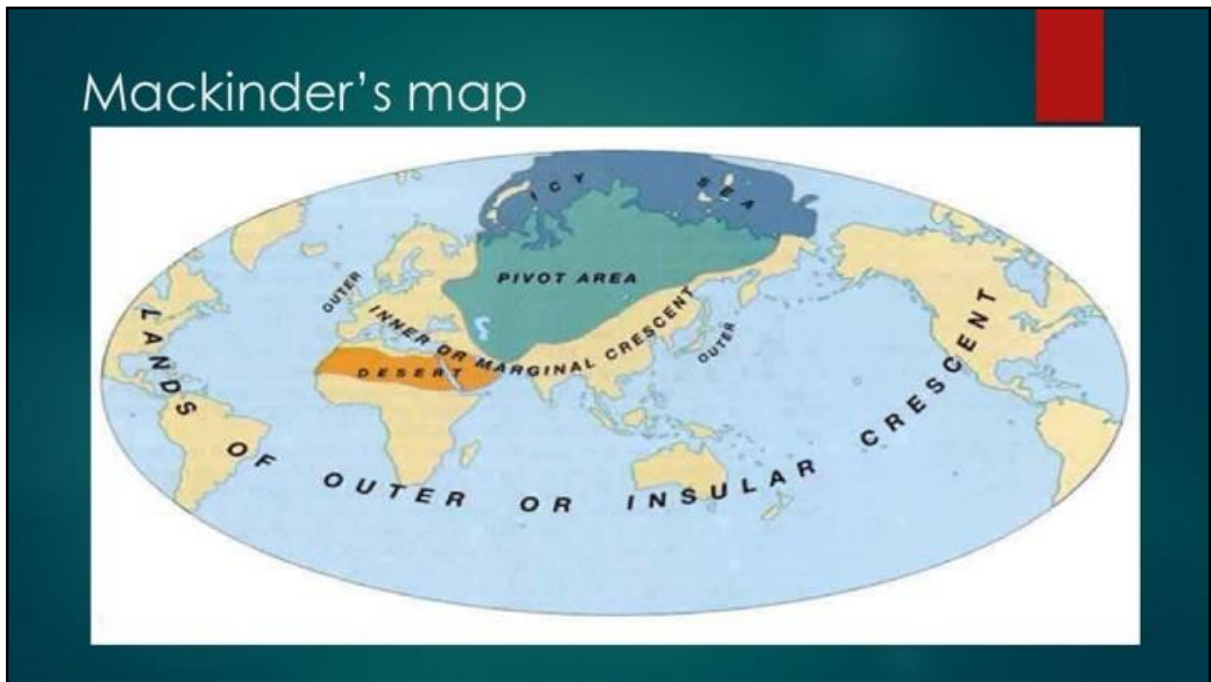 Mackinder's map
ICY SEA
PIVOT AREA
OUTER
INNER OR MARGINAL CRESCENT
OUTER
DESERT
LANDS OF OUTER OR INSULAR CRESCENT